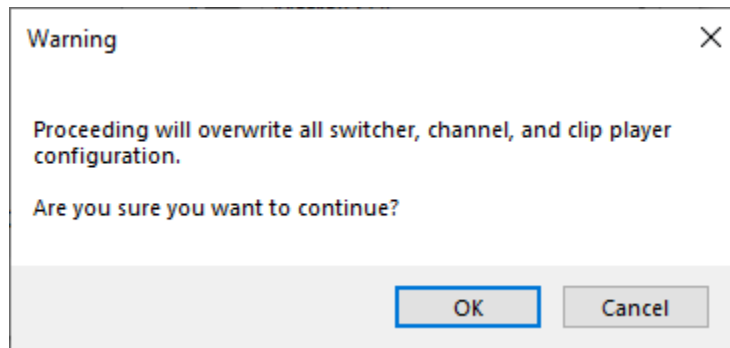 Warning
Proceeding will overwrite all switcher, channel, and clip player
configuration.
Are you sure you want to continue?
OK
Cancel